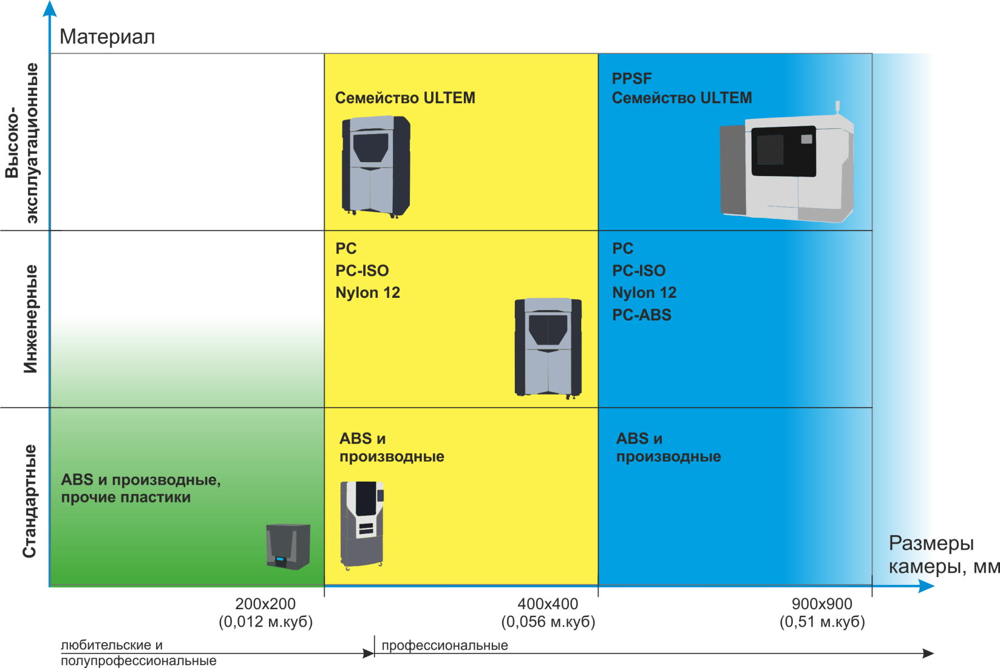 Материал
Высоко-
эксплуатационные
Семейство ULTEM
PPSF
Семейство ULTEM
Инженерные
PC
PC-ISO
Nylon 12
PC
PC-ISO
Nylon 12
PC-ABS
Стандартные
ABS и производные,
прочие пластики
ABS и
производные
ABS и
производные
Размеры
камеры, мм
200x200
(0,012 м.куб)
400x400
(0,056 м.куб)
900x900
(0,51 м.куб)
любительские и
полупрофессиональные
профессиональные